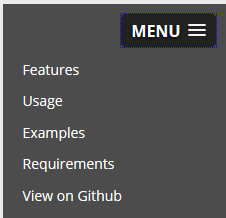 MENU
Features
Usage
Examples
Requirements
View on Github